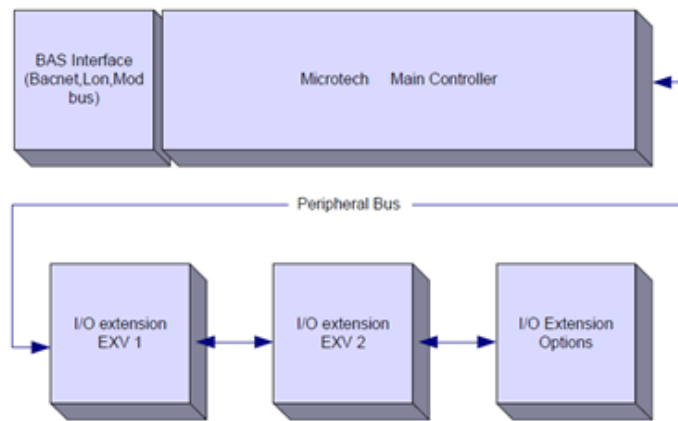 BAS Interface
(Bacnet,Lon,Mod
bus)
Microtech Main Controller
Peripheral Bus
I/O extension
EXV 1
I/O extension
EXV 2
I/O Extension
Options